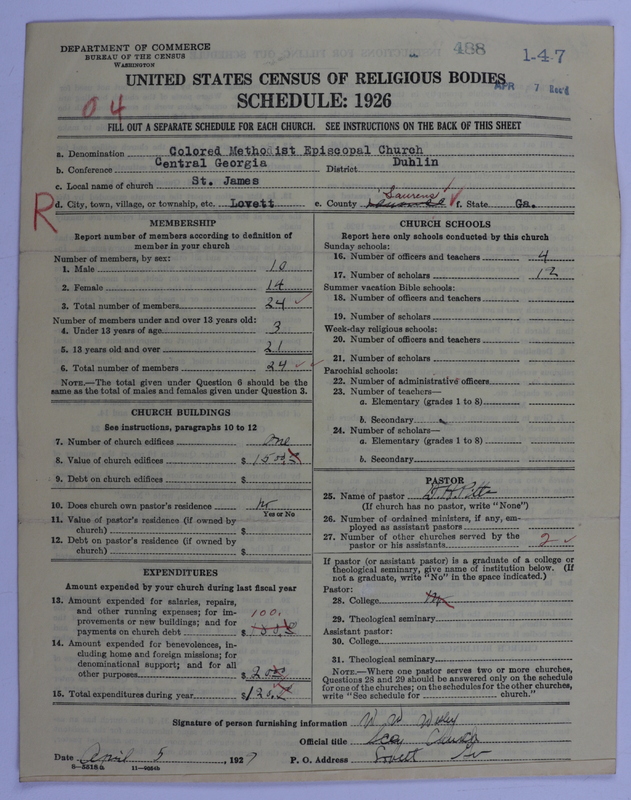 DEPARTMENT OF COMMERCE
BUREAU OF THE CENSUS
WASHINGTON
488
1-47
APR 7 Rec'd
UNITED STATES CENSUS OF RELIGIOUS BODIES
SCHEDULE: 1926
04
FILL OUT A SEPARATE SCHEDULE FOR EACH CHURCH. SEE INSTRUCTIONS ON THE BACK OF THIS SHEET
a. Denomination Colored Methodist Episcopal Church
b. Conference Central Georgia District Dublin
c. Local name of church St. James
R
d. City, town, village, or township, etc. Lovett e. County Laurens f. State Ga.
MEMBERSHIP
Report number of members according to definition of
member in your church
Number of members, by sex:
1. Male 10
2. Female 14
3. Total number of members 24
Number of members under and over 13 years old:
4. Under 13 years of age 3
5. 13 years old and over 21
6. Total number of members 24
NOTE.—The total given under Question 6 should be the
same as the total of males and females given under Question 3.
CHURCH BUILDINGS
See instructions, paragraphs 10 to 12
7. Number of church edifices One
8. Value of church edifices $
9. Debt on church edifices $
10. Does church own pastor's residence No
Yes or No
11. Value of pastor's residence (if owned by
church) $
12. Debt on pastor's residence (if owned by
church) $
EXPENDITURES
Amount expended by your church during last fiscal year
13. Amount expended for salaries, repairs,
and other running expenses; for im-
provements or new buildings; and for
payments on church debt $ 100.
14. Amount expended for benevolences, in-
cluding home and foreign missions; for
denominational support; and for all
other purposes $
15. Total expenditures during year $
CHURCH SCHOOLS
Report here only schools conducted by this church
Sunday schools:
16. Number of officers and teachers 4
17. Number of scholars 12
Summer vacation Bible schools:
18. Number of officers and teachers
19. Number of scholars
Week-day religious schools:
20. Number of officers and teachers
21. Number of scholars
Parochial schools:
22. Number of administrative officers
23. Number of teachers—
a. Elementary (grades 1 to 8)
b. Secondary
24. Number of scholars—
a. Elementary (grades 1 to 8)
b. Secondary
PASTOR
25. Name of pastor
(If church has no pastor, write "None")
26. Number of ordained ministers, if any, em-
ployed as assistant pastors
27. Number of other churches served by the
pastor or his assistants 2
If pastor (or assistant pastor) is a graduate of a college or
theological seminary, give name of institution below. (If
not a graduate, write "No" in the space indicated.)
Pastor:
28. College
29. Theological seminary
Assistant pastor:
30. College
31. Theological seminary
NOTE.—Where one pastor serves two or more churches,
Questions 28 and 29 should be answered only on the schedule
for one of the churches; on the schedules for the other churches,
write "See schedule for church."
Signature of person furnishing information W. W.
Official title
Date April 5, 1927 P. O. Address Lovett
11—9264b